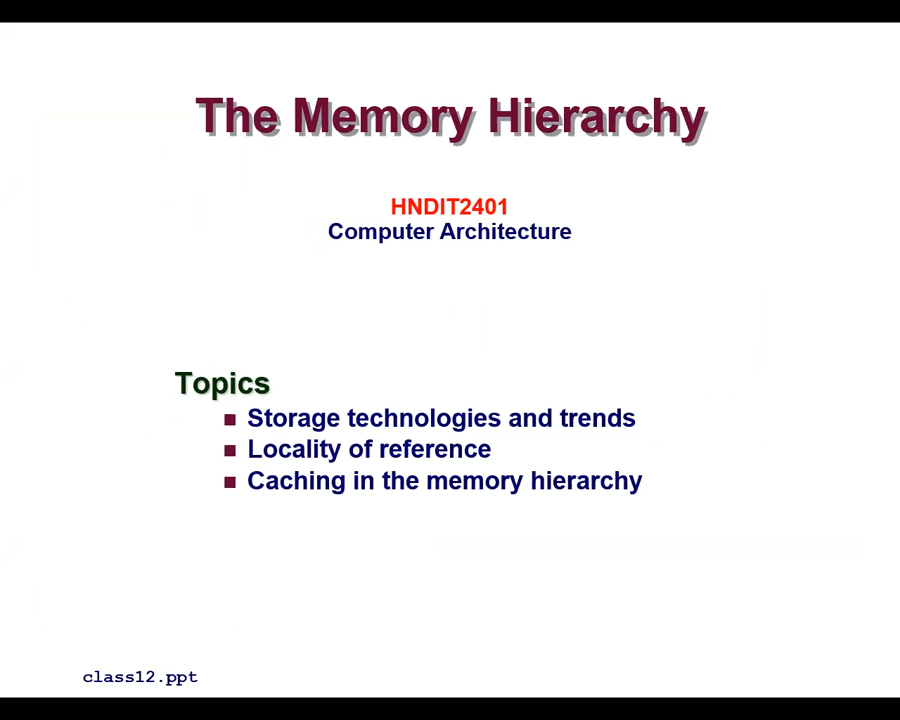 The Memory Hierarchy
HNDIT2401
Computer Architecture
Topics
Storage technologies and trends
Locality of reference
Caching in the memory hierarchy
class12.ppt